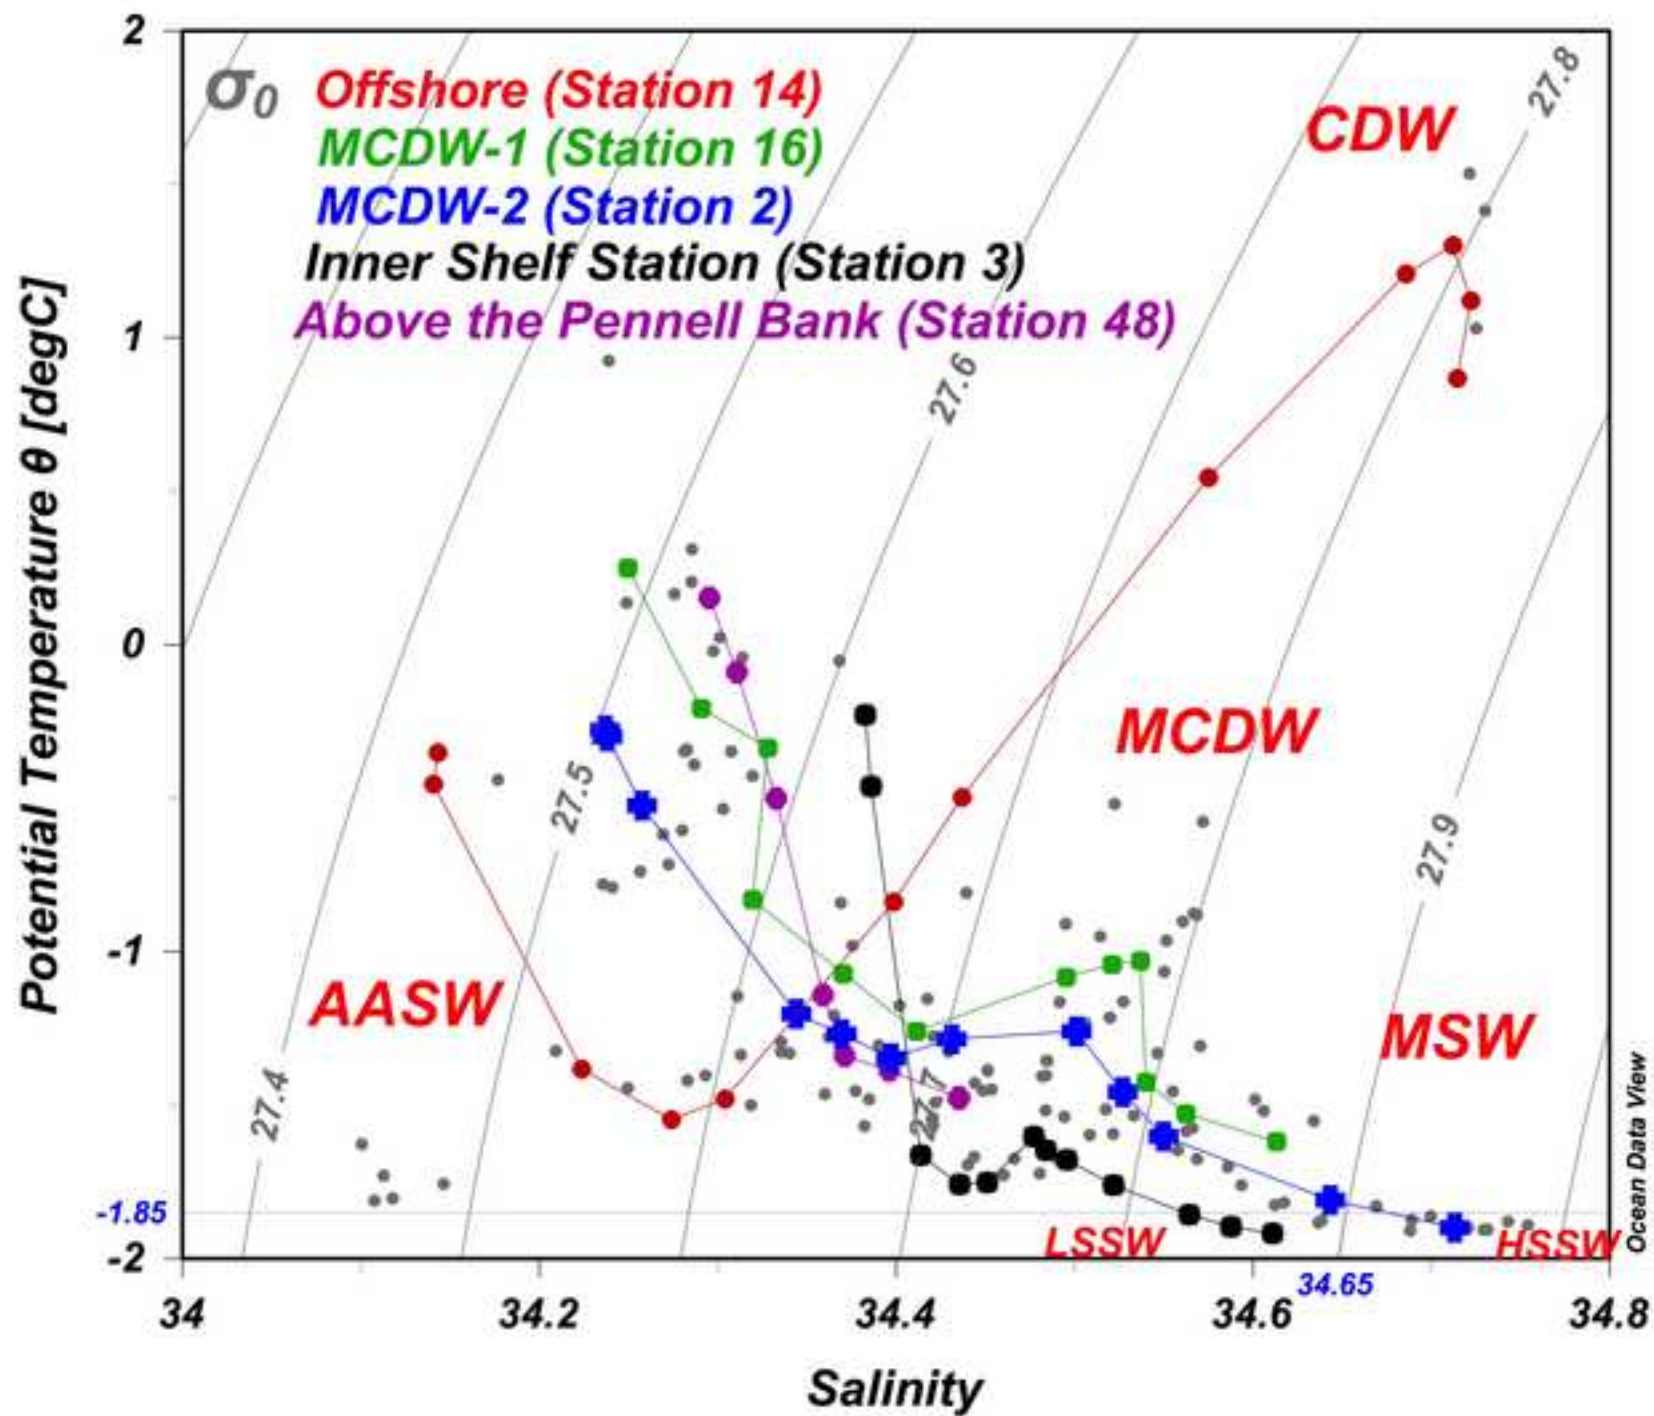 2
σ0
Offshore (Station 14)
MCDW-1 (Station 16)
MCDW-2 (Station 2)
Inner Shelf Station (Station 3)
Above the Pennell Bank (Station 48)
CDW
27.8
1
27.6
Potential Temperature θ [degC]
0
MCDW
27.5
27.9
-1
AASW
MSW
27.4
27.7
Ocean Data View
-1.85
-2
LSSW
HSSW
34.65
34
34.2
34.4
34.6
34.8
Salinity